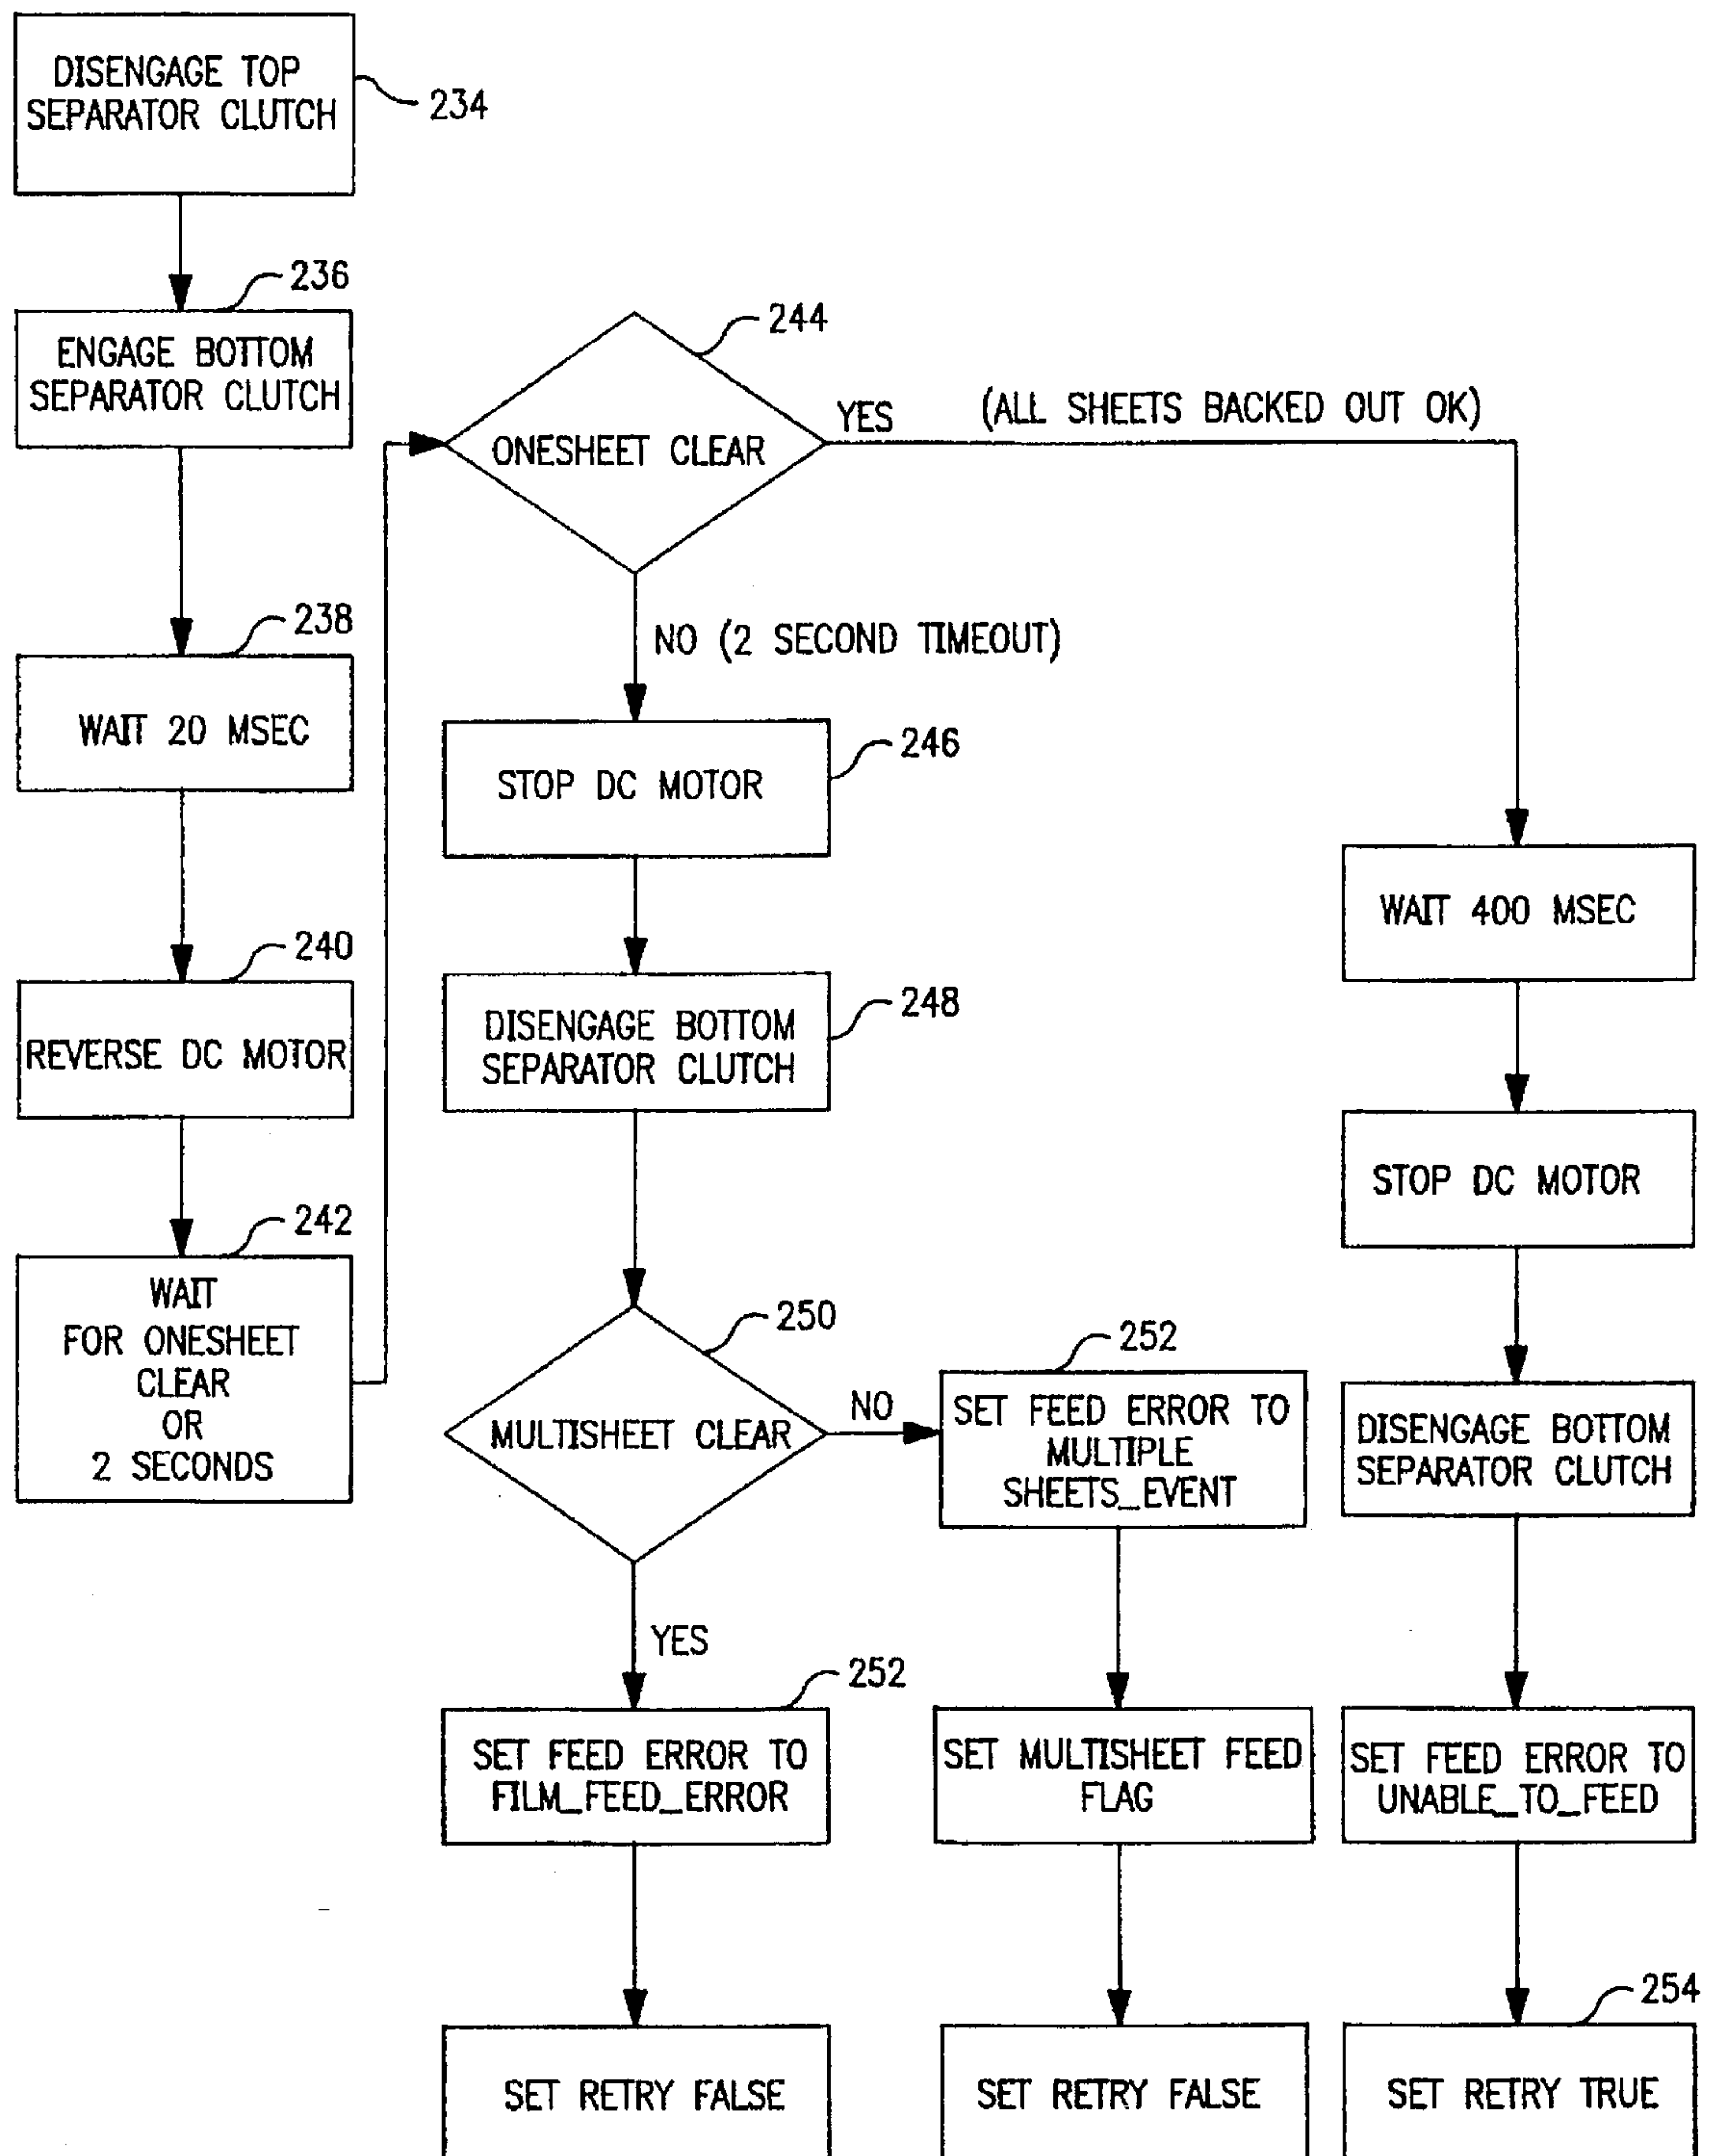 DISENGAGE TOP
SEPARATOR CLUTCH
234
236
ENGAGE BOTTOM
SEPARATOR CLUTCH
238
WAIT 20 MSEC
240
REVERSE DC MOTOR
242
WAIT
FOR ONESHEET
CLEAR
OR
2 SECONDS
244
ONESHEET CLEAR
YES (ALL SHEETS BACKED OUT OK)
NO (2 SECOND TIMEOUT)
246
STOP DC MOTOR
248
DISENGAGE BOTTOM
SEPARATOR CLUTCH
250
MULTISHEET CLEAR
NO
YES
252
SET FEED ERROR TO
FILM_FEED_ERROR
SET RETRY FALSE
252
SET FEED ERROR TO
MULTIPLE
SHEETS_EVENT
SET MULTISHEET FEED
FLAG
SET RETRY FALSE
WAIT 400 MSEC
STOP DC MOTOR
DISENGAGE BOTTOM
SEPARATOR CLUTCH
SET FEED ERROR TO
UNABLE_TO_FEED
254
SET RETRY TRUE